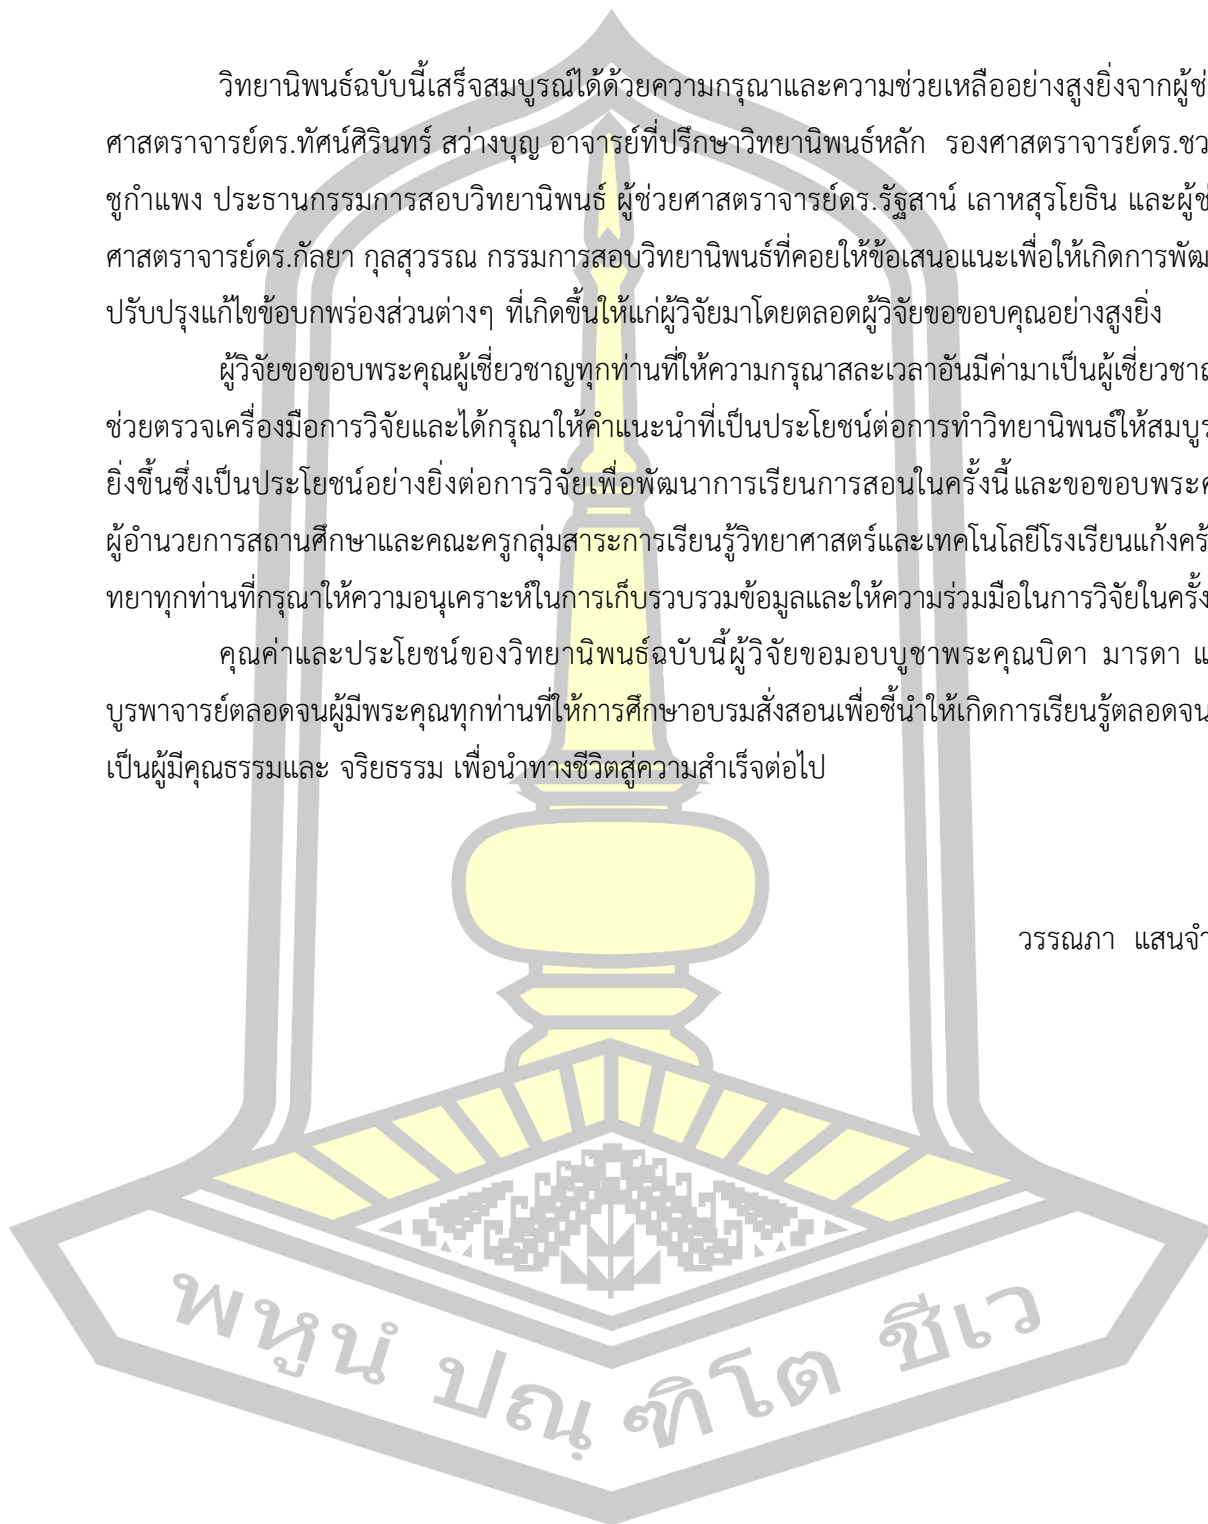 วิทยานิพนธ์ฉบับนี้เสร็จสมบูรณ์ได้ด้วยความกรุณาและความช่วยเหลืออย่างสูงยิ่งจากผู้ช่
ศาสตราจารย์ดร.ทัศน์ศิรินทร์ สว่างบุญ อาจารย์ที่ปรึกษาวิทยานิพนธ์หลัก รองศาสตราจารย์ดร.ชว
ชูกำแพง ประธานกรรมการสอบวิทยานิพนธ์ ผู้ช่วยศาสตราจารย์ดร.รัฐสาน์ เลาหสุรโยธิน และผู้ช่
ศาสตราจารย์ดร.กัลยา กุลสุวรรณ กรรมการสอบวิทยานิพนธ์ที่คอยให้ข้อเสนอแนะเพื่อให้เกิดการพัฒ
ปรับปรุงแก้ไขข้อบกพร่องส่วนต่างๆ ที่เกิดขึ้นให้แก่ผู้วิจัยมาโดยตลอดผู้วิจัยขอขอบคุณอย่างสูงยิ่ง
ผู้วิจัยขอขอบพระคุณผู้เชี่ยวชาญทุกท่านที่ให้ความกรุณาสละเวลาอันมีค่ามาเป็นผู้เชี่ยวชาญ
ช่วยตรวจเครื่องมือการวิจัยและได้กรุณาให้คำแนะนำที่เป็นประโยชน์ต่อการทำวิทยานิพนธ์ให้สมบูร
ยิ่งขึ้นซึ่งเป็นประโยชน์อย่างยิ่งต่อการวิจัยเพื่อพัฒนาการเรียนการสอนในครั้งนี้ และขอขอบพระค
ผู้อำนวยการสถานศึกษาและคณะครูกลุ่มสาระการเรียนรู้วิทยาศาสตร์และเทคโนโลยีโรงเรียนแก้งคร้
ทยาทุกท่านที่กรุณาให้ความอนุเคราะห์ในการเก็บรวบรวมข้อมูลและให้ความร่วมมือในการวิจัยในครั้ง
คุณค่าและประโยชน์ของวิทยานิพนธ์ฉบับนี้ผู้วิจัยขอมอบบูชาพระคุณบิดา มารดา แ
บูรพาจารย์ตลอดจนผู้มีพระคุณทุกท่านที่ให้การศึกษาอบรมสั่งสอนเพื่อชี้นำให้เกิดการเรียนรู้ตลอดจน
เป็นผู้มีคุณธรรมและ จริยธรรม เพื่อนำทางชีวิตสู่ความสำเร็จต่อไป
วรรณภา แสนจำ
พหูนํ ปณฺฑิโต ชีเว